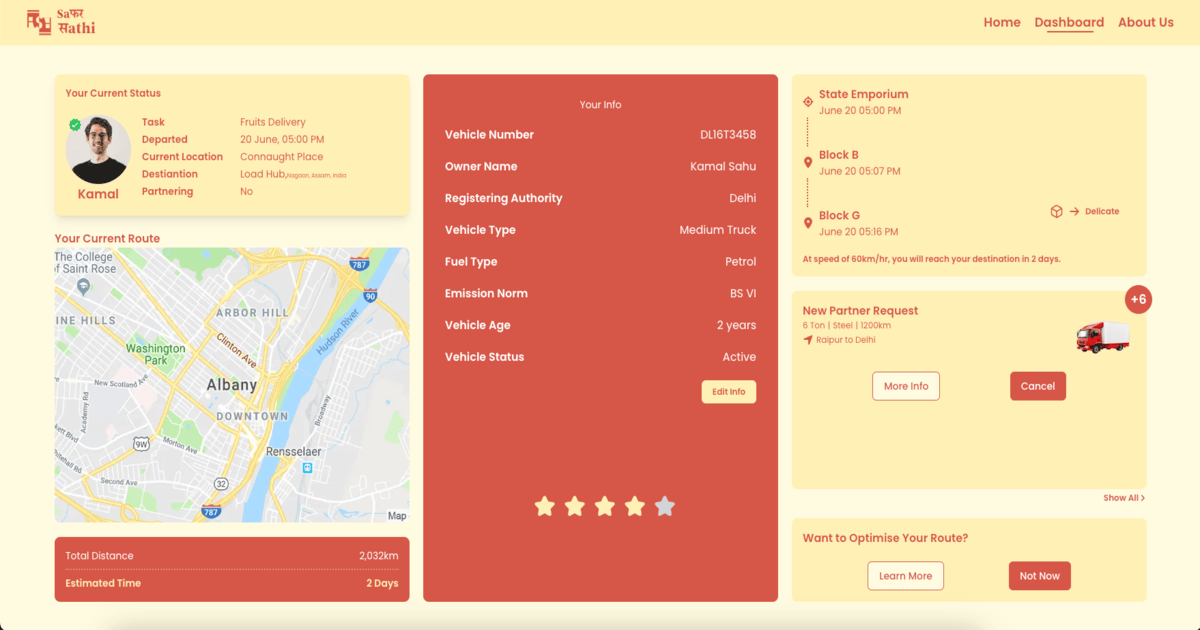 Saफर
सathi
Home
Dashboard
About Us
Your Current Status
Kamal
Task Fruits Delivery
Departed 20 June, 05:00 PM
Current Location Connaught Place
Destiantion Load Hub,Nagaon, Assam, India
Partnering No
Your Current Route
The College
of Saint Rose
INE HILLS
ARBOR HILL
787
90
Washington
Park
Clinton Ave
Hudson River
New Scotland Ave
Albany
Academy Rd
DOWNTOWN
Broadway
9W
Morton Ave
Rensselaer
Second Ave
32
787
Map
Total Distance 2,032km
Estimated Time 2 Days
Your Info
Vehicle Number DL16T3458
Owner Name Kamal Sahu
Registering Authority Delhi
Vehicle Type Medium Truck
Fuel Type Petrol
Emission Norm BS VI
Vehicle Age 2 years
Vehicle Status Active
Edit Info
State Emporium
June 20 05:00 PM
Block B
June 20 05:07 PM
Block G
June 20 05:16 PM
Delicate
At speed of 60km/hr, you will reach your destination in 2 days.
+6
New Partner Request
6 Ton | Steel | 1200km
Raipur to Delhi
More Info
Cancel
Show All >
Want to Optimise Your Route?
Learn More
Not Now